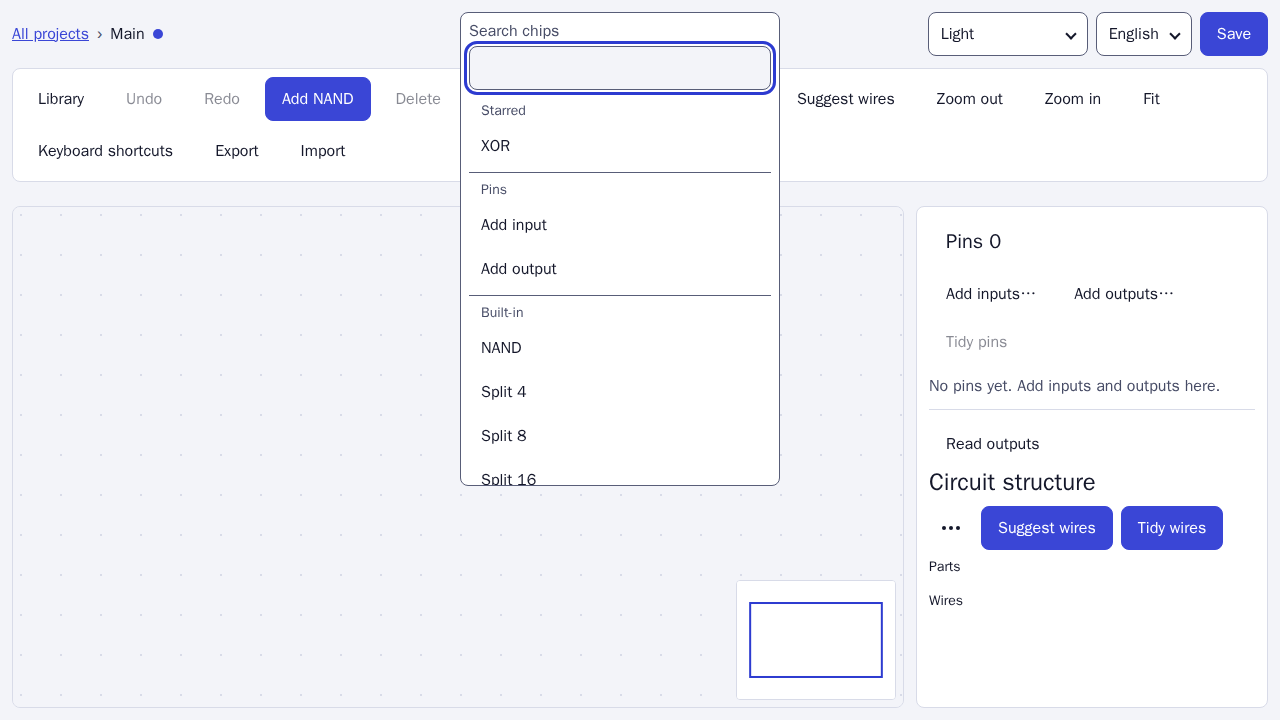 All projects › Main
Search chips
Light
English
Save
Library
Undo
Redo
Add NAND
Delete
Suggest wires
Zoom out
Zoom in
Fit
Keyboard shortcuts
Export
Import
Starred
XOR
Pins
Add input
Add output
Built-in
NAND
Split 4
Split 8
Split 16
Pins 0
Add inputs⋯
Add outputs⋯
Tidy pins
No pins yet. Add inputs and outputs here.
Read outputs
Circuit structure
Suggest wires
Tidy wires
Parts
Wires